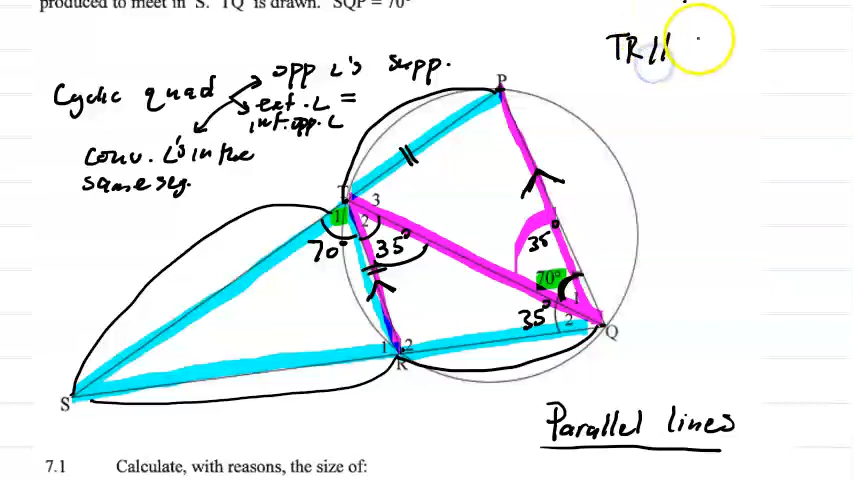 produced to meet in S. TQ is drawn. SQP = 70°
TR//
Cyclic quad
opp L's supp.
ext. L =
int. opp. L
conv. L's in the
same seg.
P
T
3
1
2
70°
35°
35°
70°
1
35°
2
Q
1
2
R
S
Parallel lines
7.1 Calculate, with reasons, the size of: